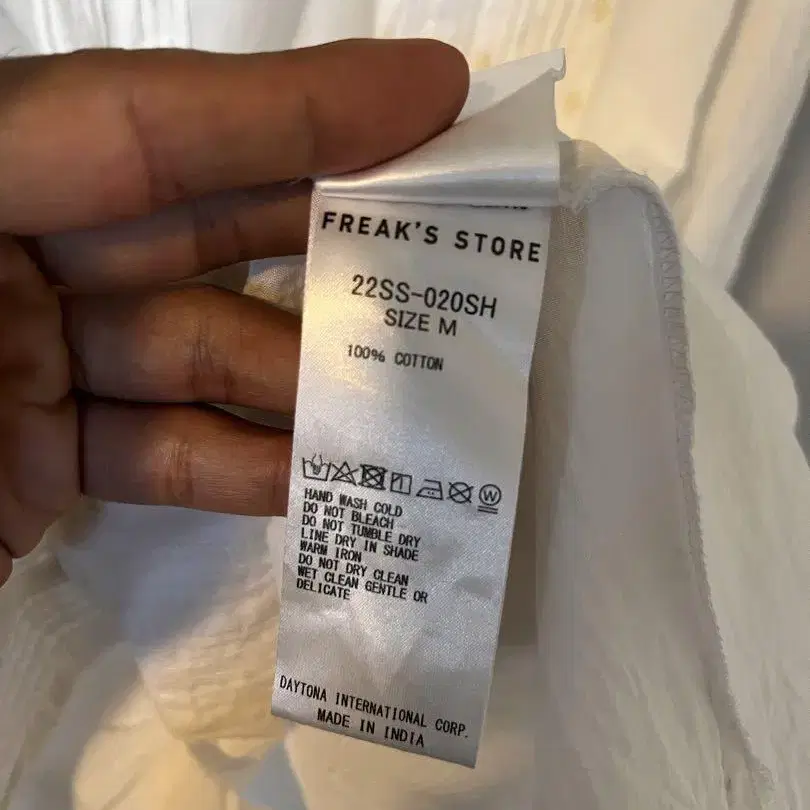 FREAK'S STORE
22SS-020SH
SIZE M
100% COTTON
W
HAND WASH COLD
DO NOT BLEACH
DO NOT TUMBLE DRY
LINE DRY IN SHADE
WARM IRON
DO NOT DRY CLEAN
WET CLEAN GENTLE OR
DELICATE
DAYTONA INTERNATIONAL CORP.
MADE IN INDIA